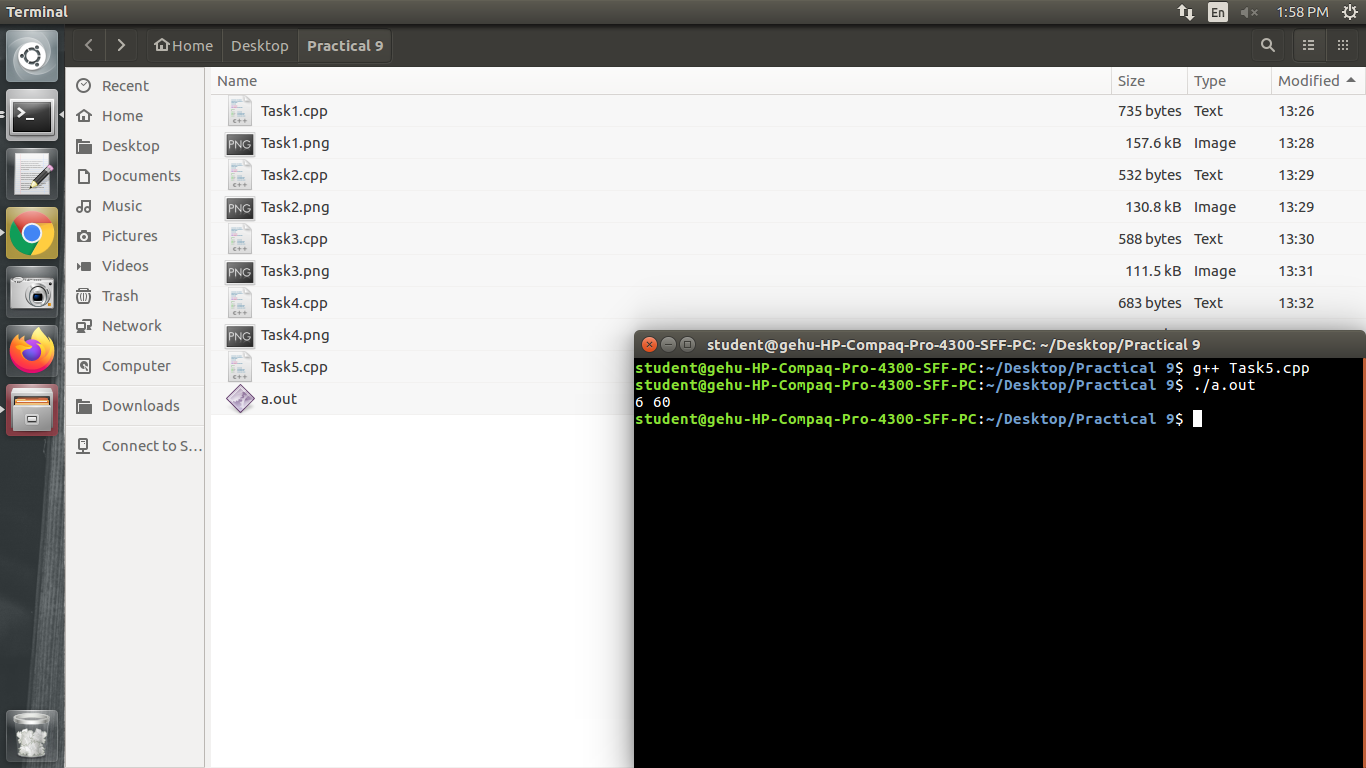 Terminal
En
1:58 PM
Home
Desktop
Practical 9
Recent
Home
Desktop
Documents
Music
Pictures
Videos
Trash
Network
Computer
Downloads
Connect to S...
Name Size Type Modified
Task1.cpp 735 bytes Text 13:26
PNG Task1.png 157.6 kB Image 13:28
Task2.cpp 532 bytes Text 13:29
PNG Task2.png 130.8 kB Image 13:29
Task3.cpp 588 bytes Text 13:30
PNG Task3.png 111.5 kB Image 13:31
Task4.cpp 683 bytes Text 13:32
PNG Task4.png
Task5.cpp
a.out
student@gehu-HP-Compaq-Pro-4300-SFF-PC: ~/Desktop/Practical 9
student@gehu-HP-Compaq-Pro-4300-SFF-PC:~/Desktop/Practical 9$ g++ Task5.cpp
student@gehu-HP-Compaq-Pro-4300-SFF-PC:~/Desktop/Practical 9$ ./a.out
6 60
student@gehu-HP-Compaq-Pro-4300-SFF-PC:~/Desktop/Practical 9$